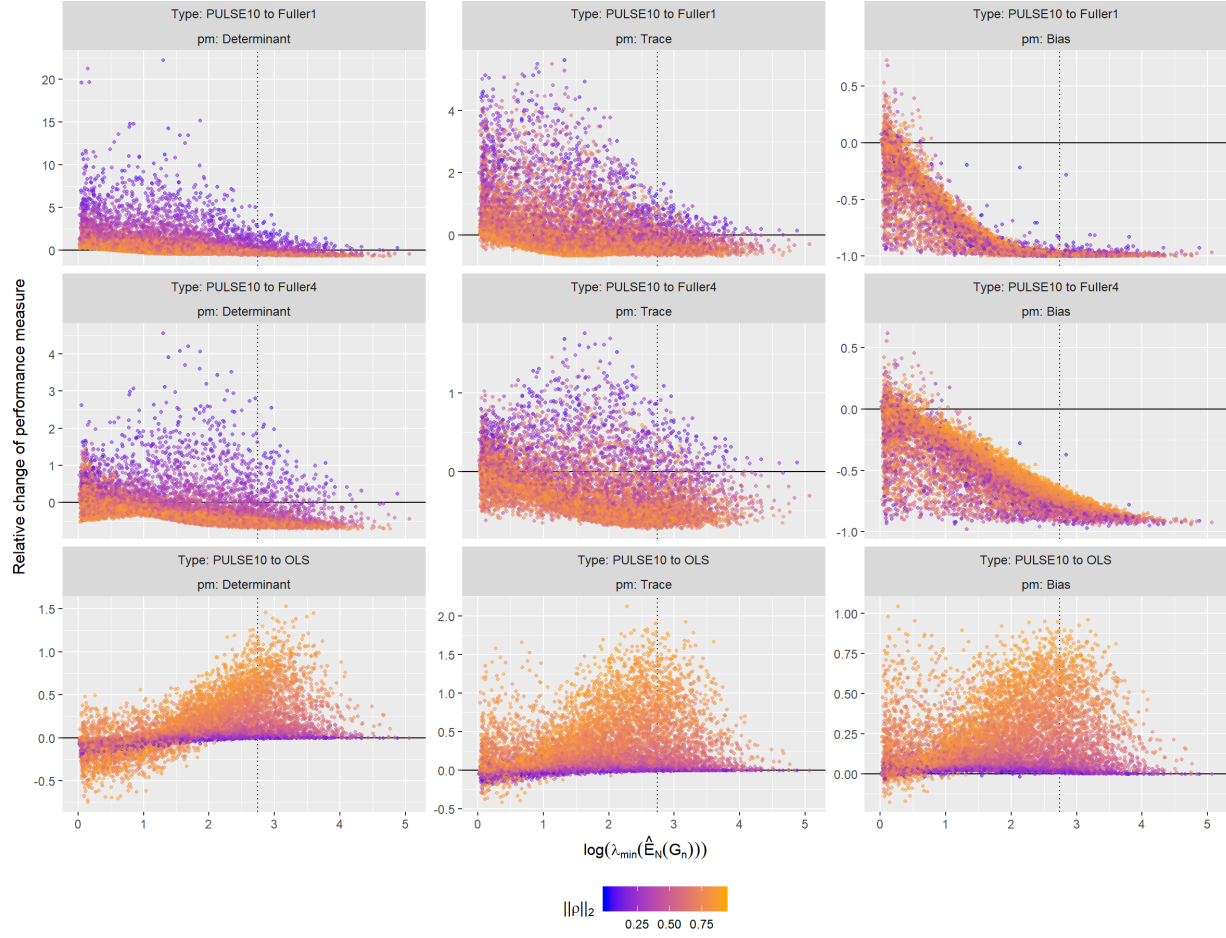 Type: PULSE10 to Fuller1
pm: Determinant
20
15
10
5
0
Type: PULSE10 to Fuller1
pm: Trace
4
2
0
Type: PULSE10 to Fuller1
pm: Bias
0.5
0.0
-0.5
-1.0
Relative change of performance measure
Type: PULSE10 to Fuller4
pm: Determinant
4
3
2
1
0
Type: PULSE10 to Fuller4
pm: Trace
1
0
Type: PULSE10 to Fuller4
pm: Bias
0.5
0.0
-0.5
-1.0
Type: PULSE10 to OLS
pm: Determinant
1.5
1.0
0.5
0.0
-0.5
0 1 2 3 4 5
Type: PULSE10 to OLS
pm: Trace
2.0
1.5
1.0
0.5
0.0
-0.5
0 1 2 3 4 5
Type: PULSE10 to OLS
pm: Bias
1.00
0.75
0.50
0.25
0.00
0 1 2 3 4 5
log(λmin(ÊN(Gn)))
||ρ||2
0.25 0.50 0.75